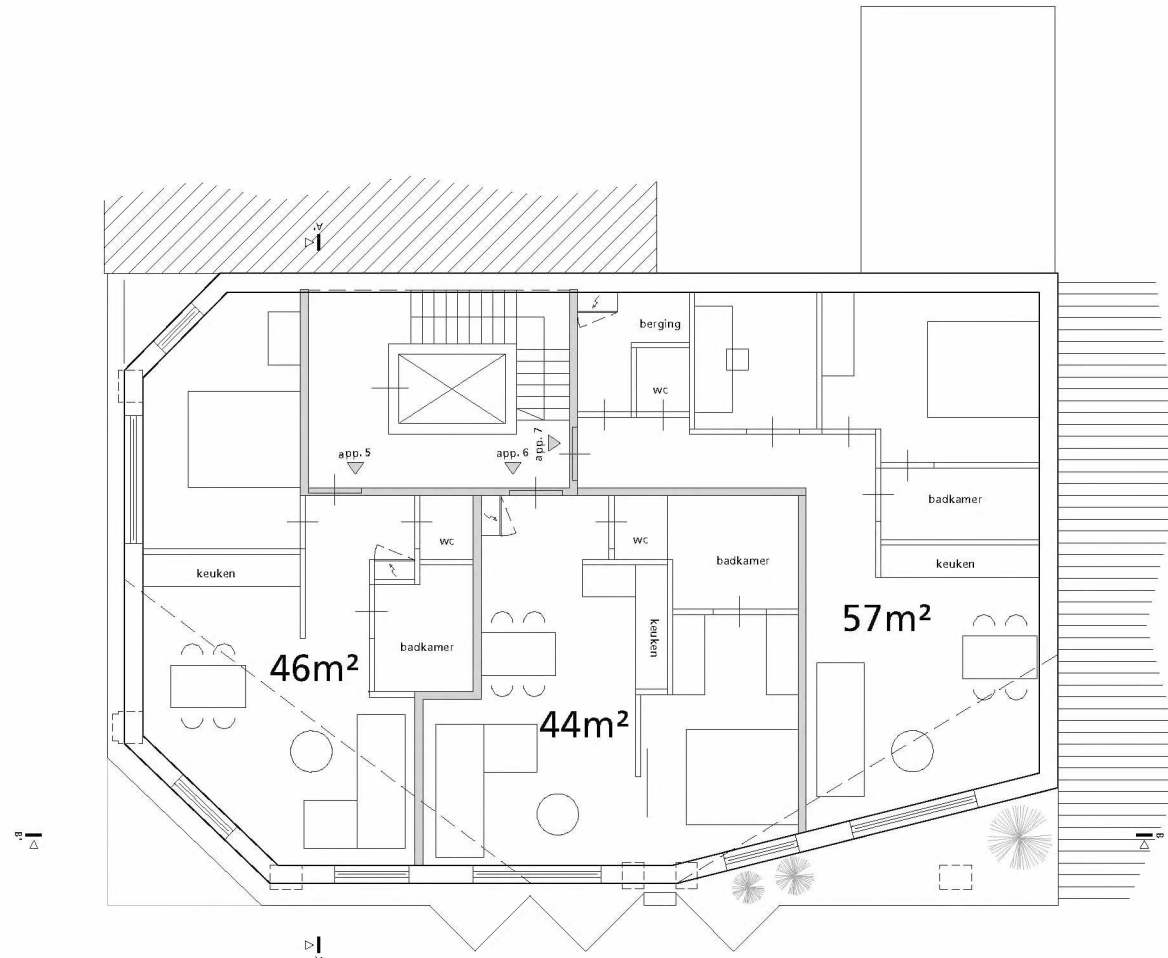 A'
berging
wc
app. 5
app. 6
app. 7
badkamer
wc
wc
badkamer
keuken
keuken
57m²
keuken
badkamer
46m²
44m²
B'
B